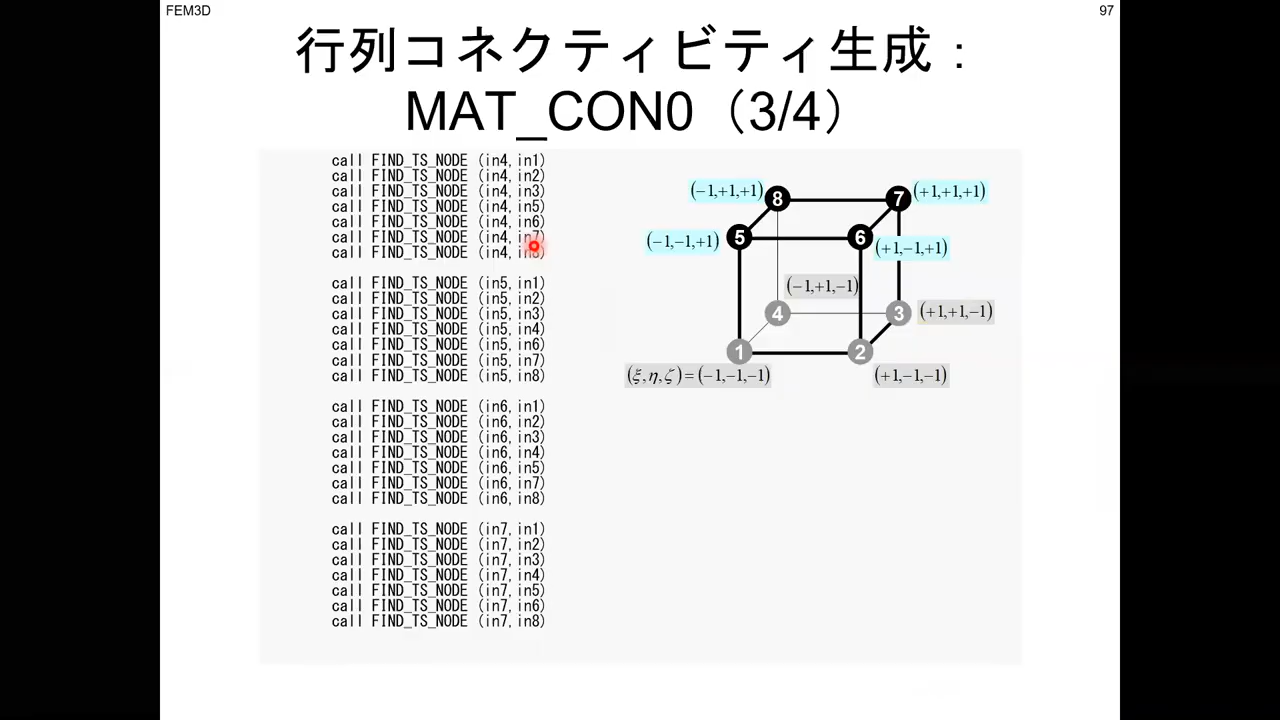 FEM3D
97
行列コネクティビティ生成：
MAT_CON0（3/4）
call FIND_TS_NODE (in4,in1)
call FIND_TS_NODE (in4,in2)
call FIND_TS_NODE (in4,in3)
call FIND_TS_NODE (in4,in5)
call FIND_TS_NODE (in4,in6)
call FIND_TS_NODE (in4,in7)
call FIND_TS_NODE (in4,in8)
call FIND_TS_NODE (in5,in1)
call FIND_TS_NODE (in5,in2)
call FIND_TS_NODE (in5,in3)
call FIND_TS_NODE (in5,in4)
call FIND_TS_NODE (in5,in6)
call FIND_TS_NODE (in5,in7)
call FIND_TS_NODE (in5,in8)
call FIND_TS_NODE (in6,in1)
call FIND_TS_NODE (in6,in2)
call FIND_TS_NODE (in6,in3)
call FIND_TS_NODE (in6,in4)
call FIND_TS_NODE (in6,in5)
call FIND_TS_NODE (in6,in7)
call FIND_TS_NODE (in6,in8)
call FIND_TS_NODE (in7,in1)
call FIND_TS_NODE (in7,in2)
call FIND_TS_NODE (in7,in3)
call FIND_TS_NODE (in7,in4)
call FIND_TS_NODE (in7,in5)
call FIND_TS_NODE (in7,in6)
call FIND_TS_NODE (in7,in8)
(−1,+1,+1) 8 7 (+1,+1,+1)
(−1,−1,+1) 5 6 (+1,−1,+1)
(−1,+1,−1)
4 3 (+1,+1,−1)
1 2
(ξ,η,ζ)=(−1,−1,−1) (+1,−1,−1)